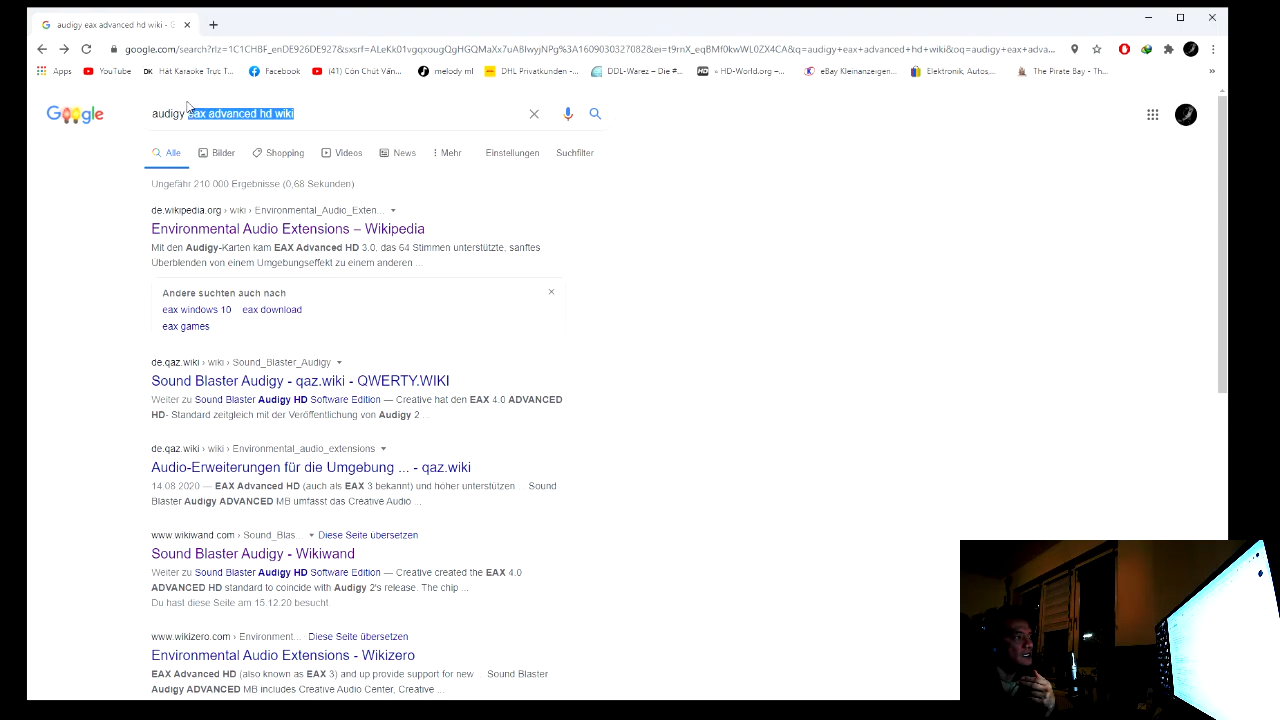 audigy eax advanced hd wiki - G
google.com/search?rlz=1C1CHBF_enDE926DE927&sxsrf=ALeKk01vgqxougQgHGQMaXx7uABlwyjNPg%3A1609030327082&ei=t9rnX_eqBMf0kwWL0ZX4CA&q=audigy+eax+advanced+hd+wiki&oq=audigy+eax+adva...
Apps YouTube DK Hát Karaoke Trực T... Facebook (41) Còn Chút Vấn... melody ml DHL Privatkunden -... DDL-Warez – Die #... HD HD-World.org –... eBay Kleinanzeigen... Elektronik, Autos,... The Pirate Bay - Th... »
Google audigy eax advanced hd wiki
Alle Bilder Shopping Videos News Mehr Einstellungen Suchfilter
Ungefähr 210 000 Ergebnisse (0,68 Sekunden)
de.wikipedia.org › wiki › Environmental_Audio_Exten...
Environmental Audio Extensions – Wikipedia
Mit den Audigy-Karten kam EAX Advanced HD 3.0, das 64 Stimmen unterstützte, sanftes
Überblenden von einem Umgebungseffekt zu einem anderen ...
Andere suchten auch nach
eax windows 10 eax download
eax games
de.qaz.wiki › wiki › Sound_Blaster_Audigy
Sound Blaster Audigy - qaz.wiki - QWERTY.WIKI
Weiter zu Sound Blaster Audigy HD Software Edition — Creative hat den EAX 4.0 ADVANCED
HD- Standard zeitgleich mit der Veröffentlichung von Audigy 2 ...
de.qaz.wiki › wiki › Environmental_audio_extensions
Audio-Erweiterungen für die Umgebung ... - qaz.wiki
14.08.2020 — EAX Advanced HD (auch als EAX 3 bekannt) und höher unterstützen ... Sound
Blaster Audigy ADVANCED MB umfasst das Creative Audio ...
www.wikiwand.com › Sound_Blas... Diese Seite übersetzen
Sound Blaster Audigy - Wikiwand
Weiter zu Sound Blaster Audigy HD Software Edition — Creative created the EAX 4.0
ADVANCED HD standard to coincide with Audigy 2's release. The chip ...
Du hast diese Seite am 15.12.20 besucht
www.wikizero.com › Environment... Diese Seite übersetzen
Environmental Audio Extensions - Wikizero
EAX Advanced HD (also known as EAX 3) and up provide support for new ... Sound Blaster
Audigy ADVANCED MB includes Creative Audio Center, Creative ...